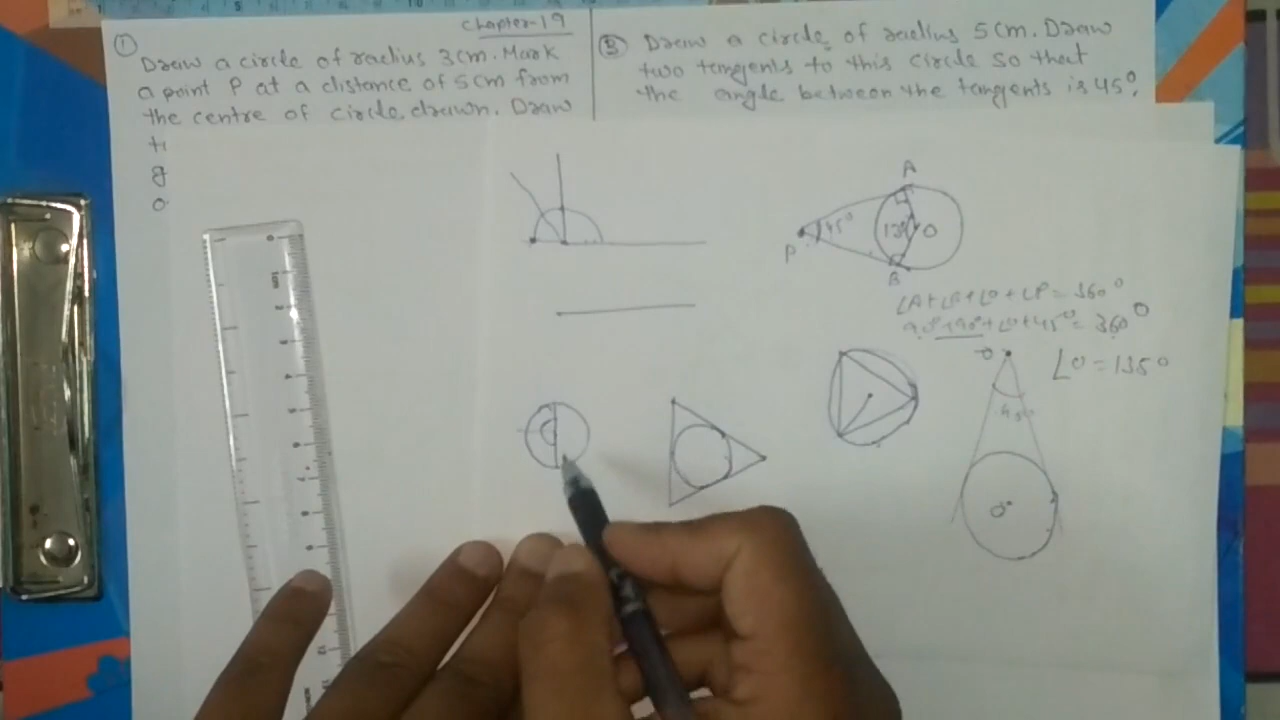 Chapter-19
①
Draw a circle of radius 3cm. Mark
a point P at a distance of 5cm from
the centre of circle drawn. Draw
③ Draw a circle of radius 5cm. Draw
two tangents to this circle so that
the angle between the tangents is 45°.
A
P
45°
O
B
∠A+∠B+∠O+∠P=360°
90°+90°+∠O+45°=360°
∠O=135°
45°
O